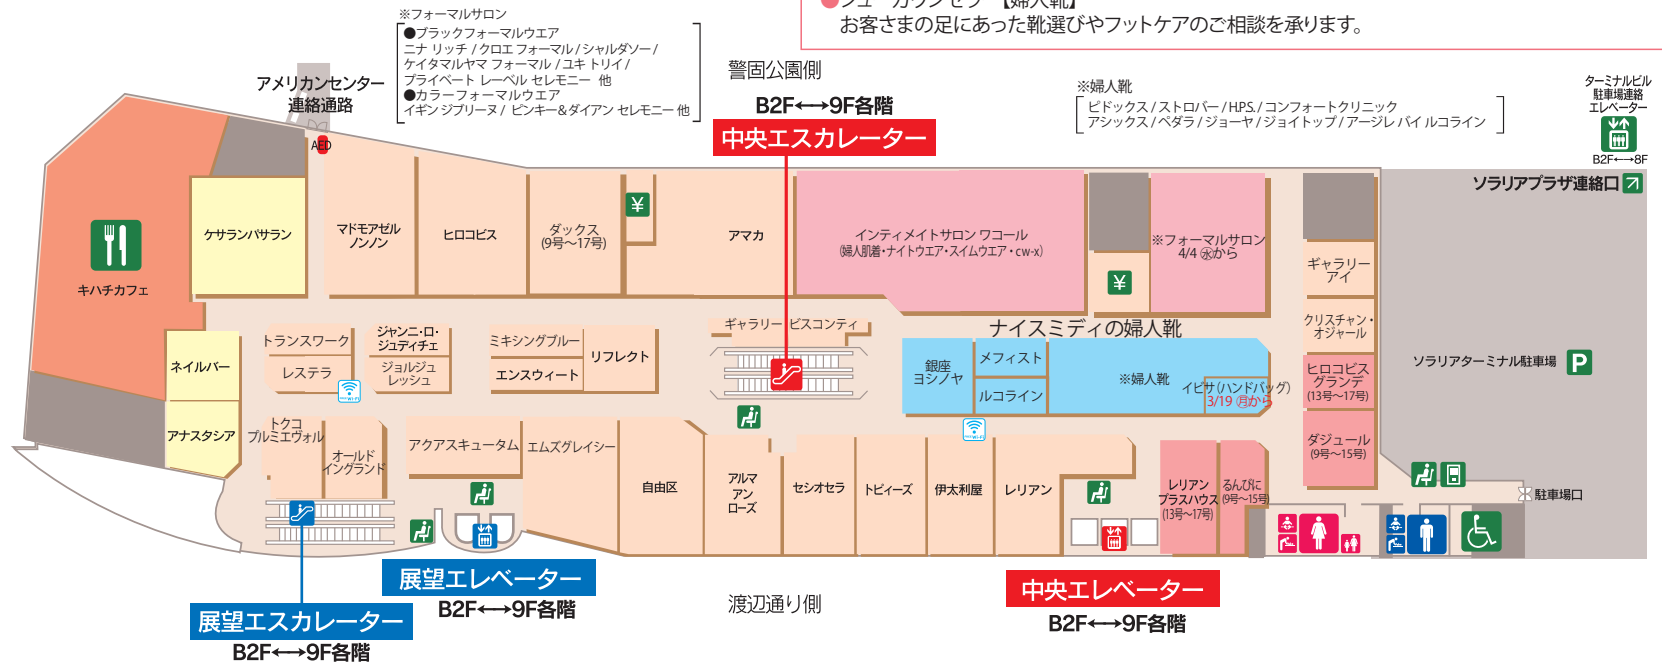 ●シューカウンセラー【婦人靴】
お客さまの足にあった靴選びやフットケアのご相談を承ります。
※フォーマルサロン
●ブラックフォーマルウエア
ニナ リッチ / クロエ フォーマル / シャルダソー /
ケイタマルヤマ フォーマル / ユキ トリイ /
プライベート レーベル セレモニー 他
●カラーフォーマルウエア
イギン ジプリーヌ / ピンキー&ダイアン セレモニー 他
アメリカンセンター
連絡通路
AED
警固公園側
B2F⟷9F各階
中央エスカレーター
※婦人靴
ピドックス / ストロバー / H.P.S. / コンフォートクリニック
アシックス / ペダラ / ジョーヤ / ジョイトップ / アージレ バイ ルコライン
ターミナルビル
駐車場連絡
エレベーター
B2F⟷8F
ソラリアプラザ連絡口
キハチカフェ
ケサランパサラン
マドモアゼル
ノンノン
ヒロコビス
ダックス
(9号〜17号)
¥
アマカ
インティメイトサロン ワコール
(婦人肌着・ナイトウエア・スイムウエア・cw-x)
¥
※フォーマルサロン
4/4 ㊌から
ギャラリー
アイ
クリスチャン・
オジャール
ヒロコビス
グランデ
(13号〜17号)
ダジュール
(9号〜15号)
ソラリアターミナル駐車場
P
駐車場口
ネイルバー
アナスタシア
トランスワーク
レステラ
ジャンニ・ロ・
ジュディチェ
ジョルジュ
レッシュ
ミキシングブルー
エンスウィート
リフレクト
ギャラリー ビスコンティ
ナイスミディの婦人靴
銀座
ヨシノヤ
メフィスト
ルコライン
※婦人靴
イビサ(ハンドバッグ)
3/19 ㊊から
トクコ
プルミエヴォル
オールド
イングランド
アクアスキュータム
エムズグレイシー
自由区
アルマ
アン
ローズ
セシオセラ
トビィーズ
伊太利屋
レリアン
レリアン
プラスハウス
(13号〜17号)
るんびに
(9号〜15号)
展望エレベーター
B2F⟷9F各階
展望エスカレーター
B2F⟷9F各階
渡辺通り側
中央エレベーター
B2F⟷9F各階